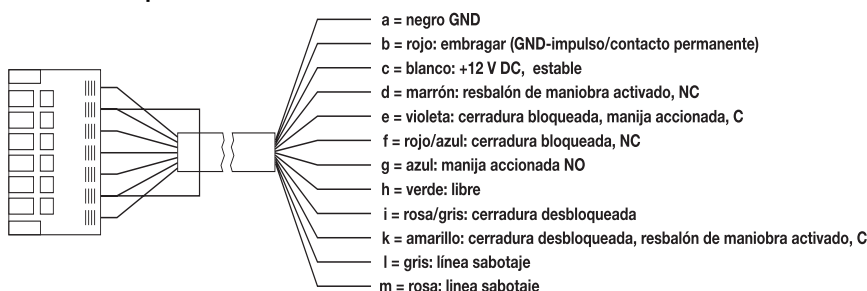 a = negro GND
b = rojo: embragar (GND-impulso/contacto permanente)
c = blanco: +12 V DC, estable
d = marrón: resbalón de maniobra activado, NC
e = violeta: cerradura bloqueada, manija accionada, C
f = rojo/azul: cerradura bloqueada, NC
g = azul: manija accionada NO
h = verde: libre
i = rosa/gris: cerradura desbloqueada
k = amarillo: cerradura desbloqueada, resbalón de maniobra activado, C
l = gris: línea sabotaje
m = rosa: linea sabotaje